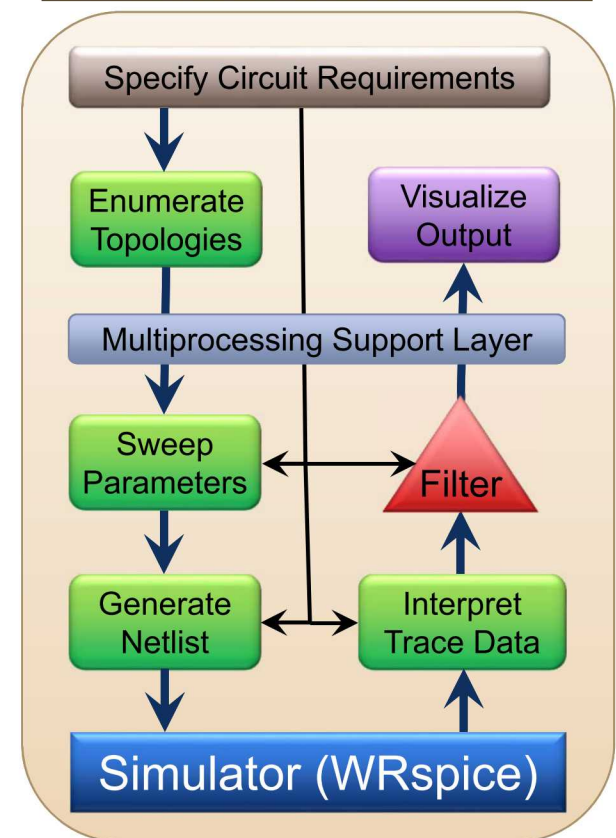 Specify Circuit Requirements
Enumerate
Topologies
Visualize
Output
Multiprocessing Support Layer
Sweep
Parameters
Filter
Generate
Netlist
Interpret
Trace Data
Simulator (WRspice)